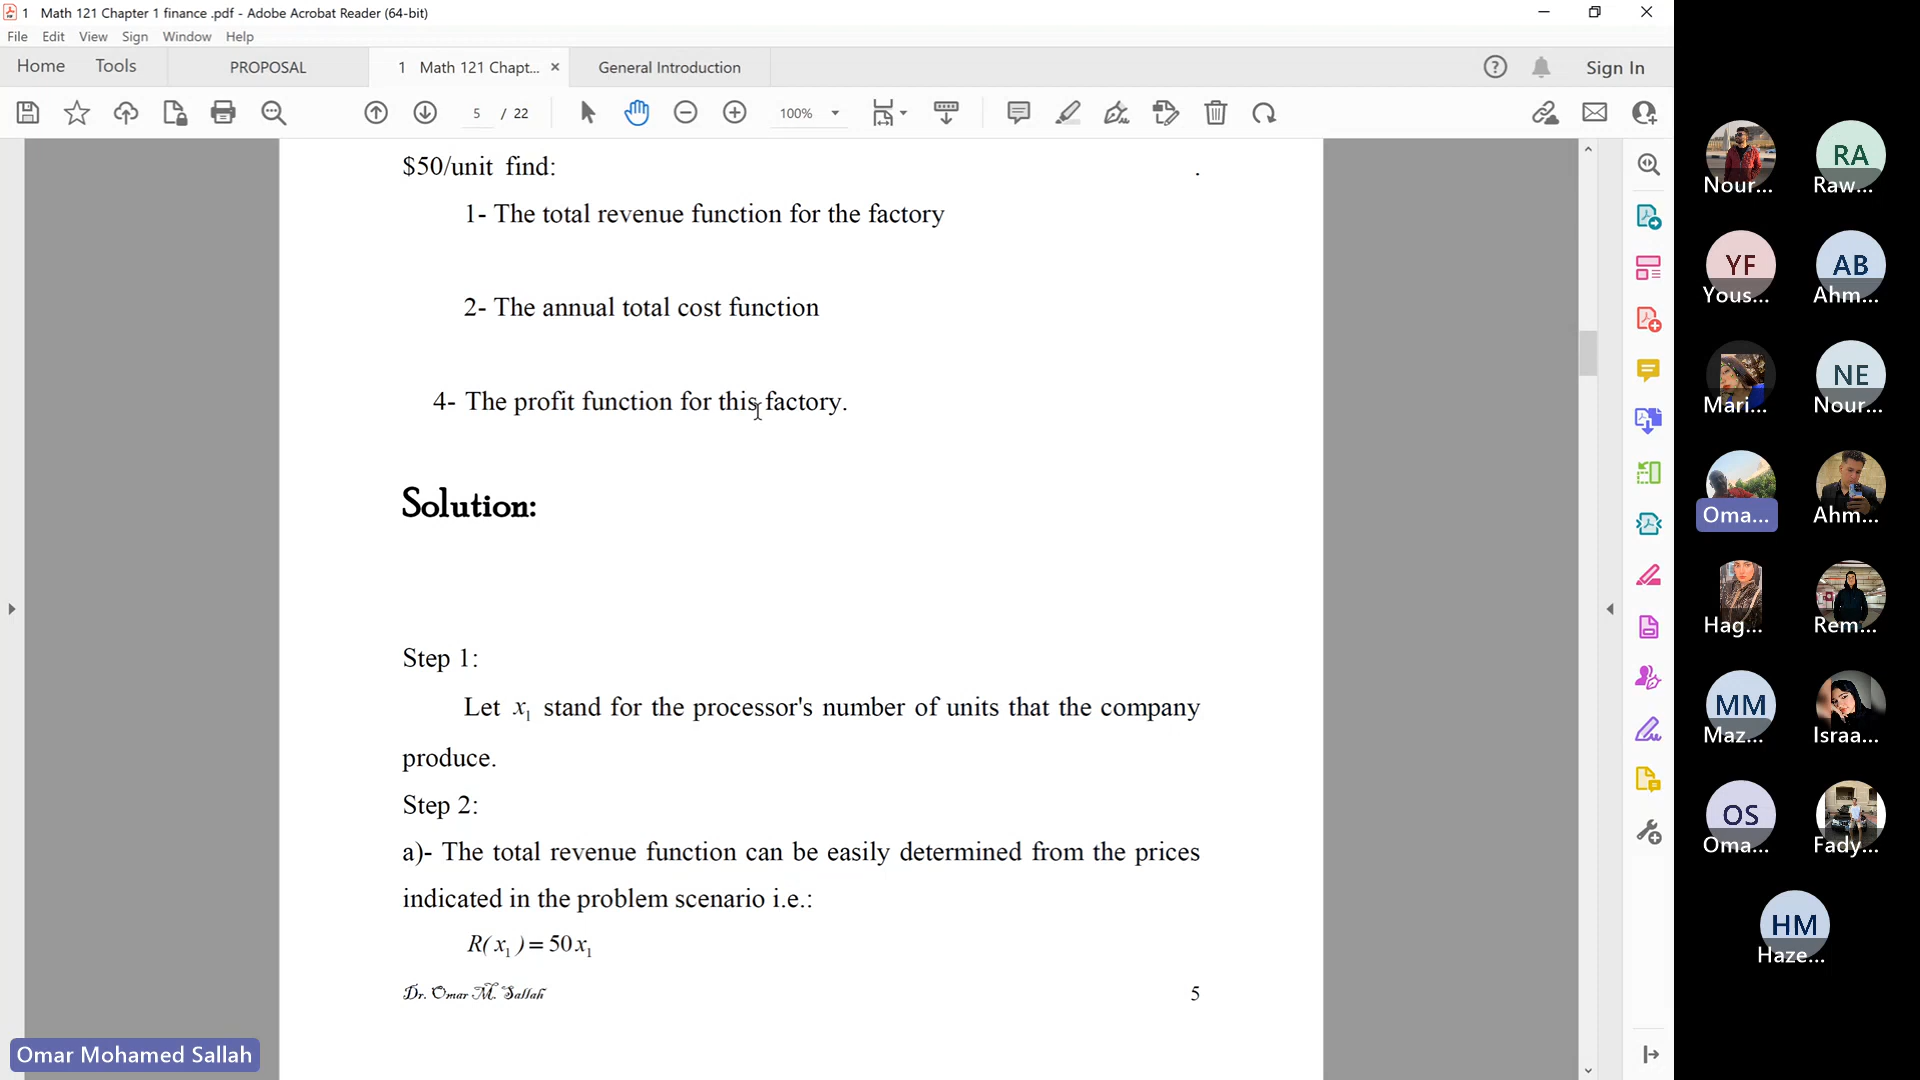 1 Math 121 Chapter 1 finance .pdf - Adobe Acrobat Reader (64-bit)
File Edit View Sign Window Help
Home Tools PROPOSAL 1 Math 121 Chapt... × General Introduction Sign In
5 / 22 100%
$50/unit find: .
1- The total revenue function for the factory
2- The annual total cost function
4- The profit function for this factory.
Solution:
Step 1:
Let x₁ stand for the processor's number of units that the company
produce.
Step 2:
a)- The total revenue function can be easily determined from the prices
indicated in the problem scenario i.e.:
R(x₁)=50x₁
Dr. Omar M. Sallah 5
Omar Mohamed Sallah
Nour...
RA
Raw...
YF
Yous...
AB
Ahm...
Mari...
NE
Nour...
Oma...
Ahm...
Hag...
Rem...
MM
Maz...
Israa...
OS
Oma...
Fady...
HM
Haze...